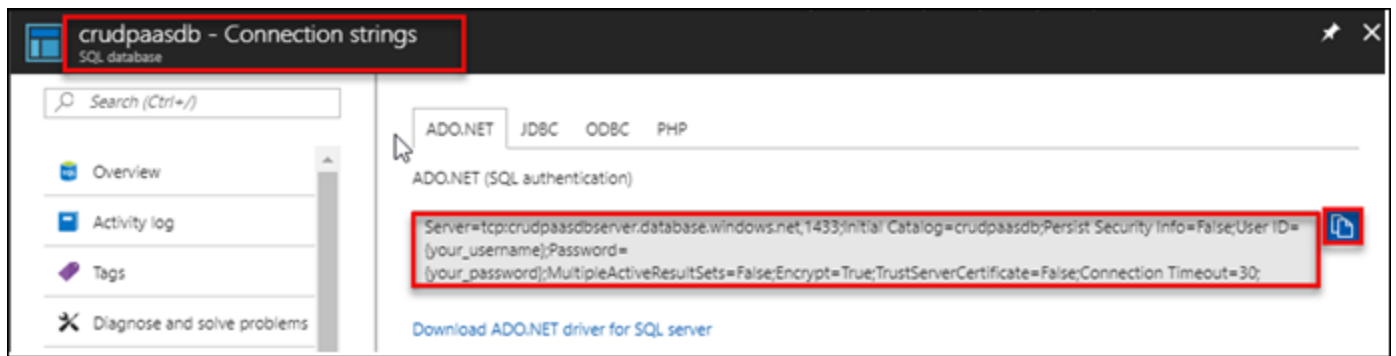 crudpaasdb - Connection strings
SQL database
Search (Ctrl+/)
Overview
Activity log
Tags
Diagnose and solve problems
ADO.NET JDBC ODBC PHP
ADO.NET (SQL authentication)
Server=tcp:crudpaasdbserver.database.windows.net,1433;Initial Catalog=crudpaasdb;Persist Security Info=False;User ID=
{your_username};Password=
{your_password};MultipleActiveResultSets=False;Encrypt=True;TrustServerCertificate=False;Connection Timeout=30;
Download ADO.NET driver for SQL server